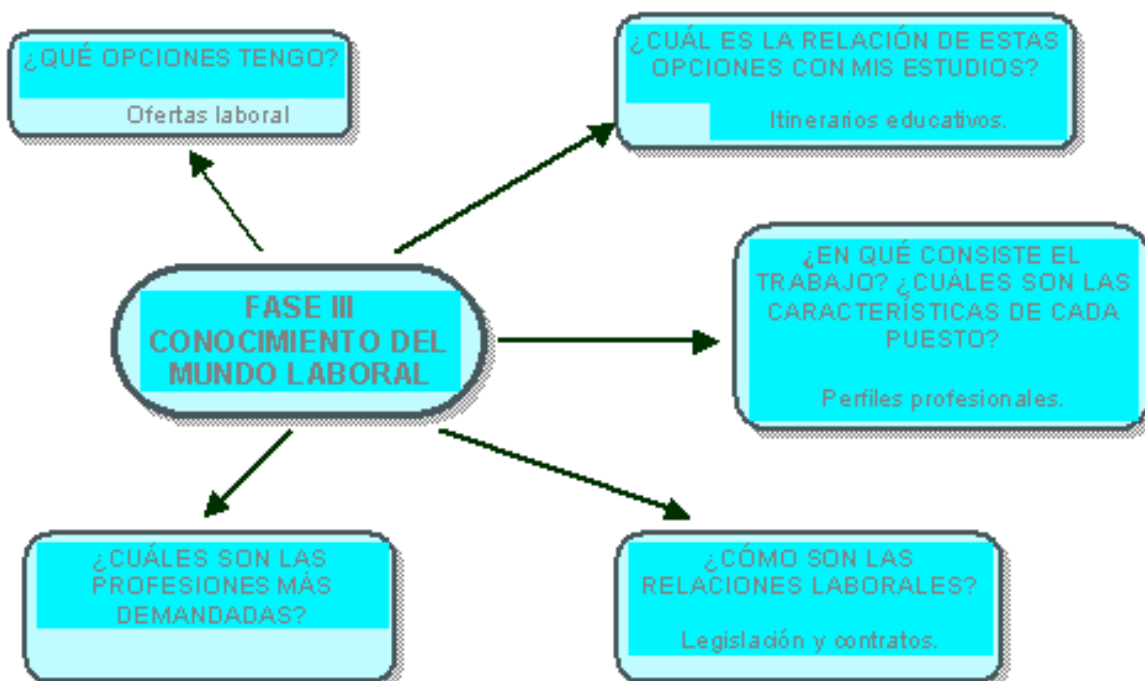 ¿QUÉ OPCIONES TENGO?
Ofertas laboral
¿CUÁL ES LA RELACIÓN DE ESTAS
OPCIONES CON MIS ESTUDIOS?
Itinerarios educativos.
¿EN QUÉ CONSISTE EL
TRABAJO? ¿CUÁLES SON LAS
CARACTERÍSTICAS DE CADA
PUESTO?
Perfiles profesionales.
FASE III
CONOCIMIENTO DEL
MUNDO LABORAL
¿CUÁLES SON LAS
PROFESIONES MÁS
DEMANDADAS?
¿CÓMO SON LAS
RELACIONES LABORALES?
Legislación y contratos.